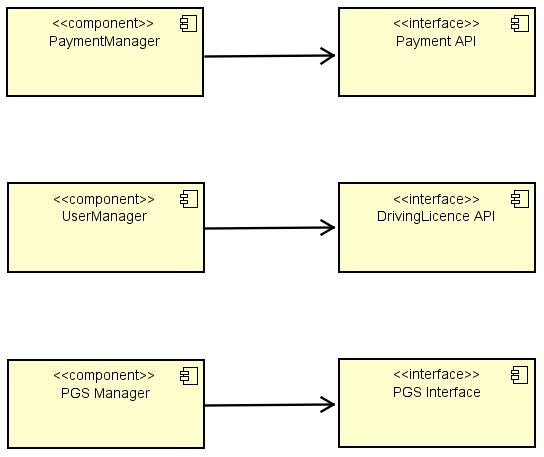 <<component>>
PaymentManager
<<interface>>
Payment API
<<component>>
UserManager
<<interface>>
DrivingLicence API
<<component>>
PGS Manager
<<interface>>
PGS Interface